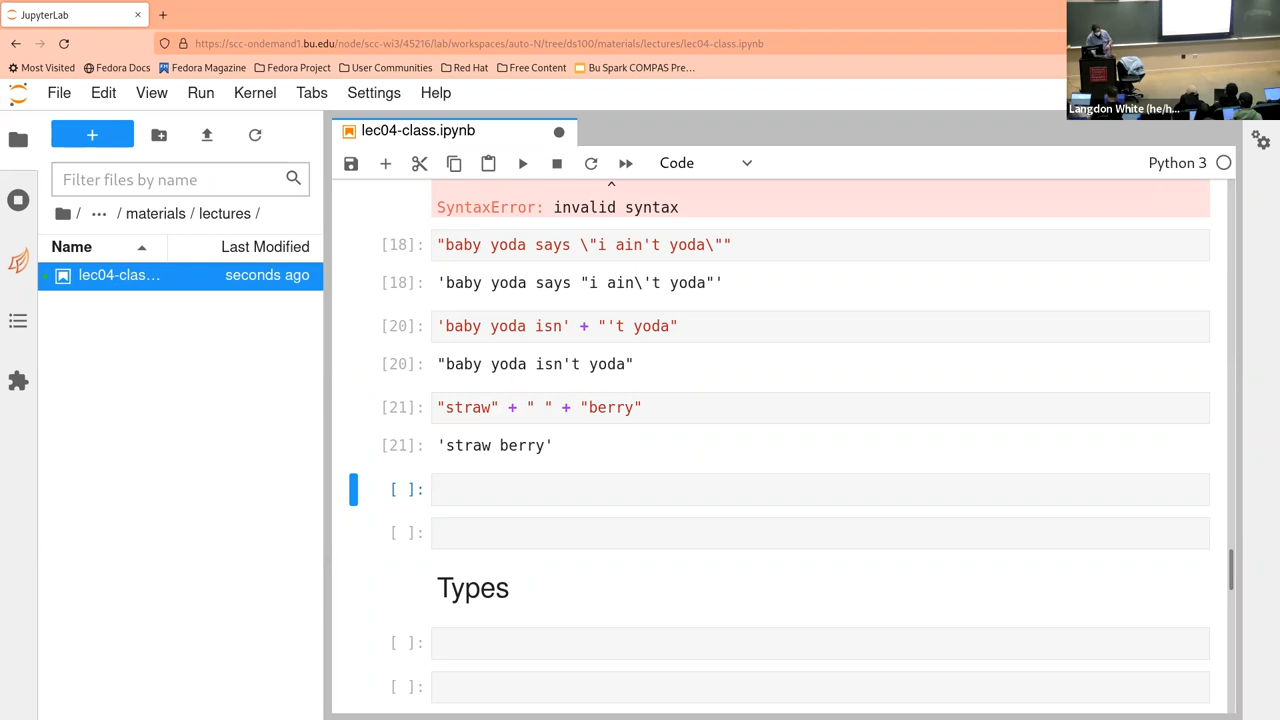 JupyterLab
https://scc-ondemand1.bu.edu/node/scc-wi3/45216/lab/workspaces/auto-N/tree/ds100/materials/lectures/lec04-class.ipynb
Most Visited Fedora Docs Fedora Magazine Fedora Project User Communities Red Hat Free Content Bu Spark COMPAS Pre...
Langdon White (he/h...
File Edit View Run Kernel Tabs Settings Help
lec04-class.ipynb
Code
Python 3
Filter files by name
/ ... / materials / lectures /
Name Last Modified
lec04-clas... seconds ago
^
SyntaxError: invalid syntax
[18]: "baby yoda says \"i ain't yoda\""
[18]: 'baby yoda says "i ain\'t yoda"'
[20]: 'baby yoda isn' + "'t yoda"
[20]: "baby yoda isn't yoda"
[21]: "straw" + " " + "berry"
[21]: 'straw berry'
[ ]:
[ ]:
Types
[ ]:
[ ]: